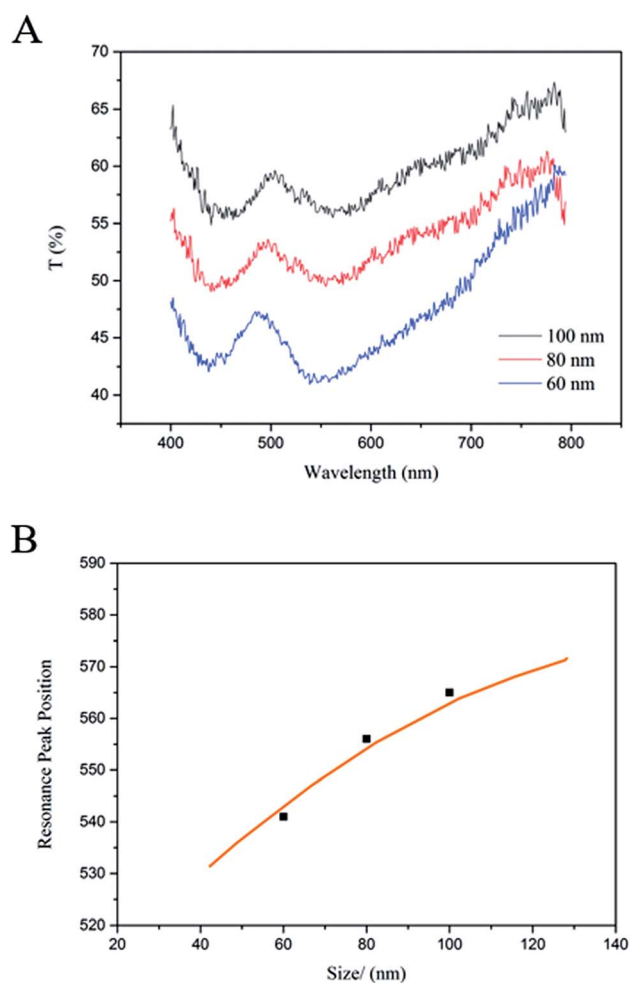 A
70
65
60
55
50
45
40
T (%)
100 nm
80 nm
60 nm
400 500 600 700 800
Wavelength (nm)
B
590
580
570
560
550
540
530
520
Resonance Peak Position
20 40 60 80 100 120 140
Size/ (nm)